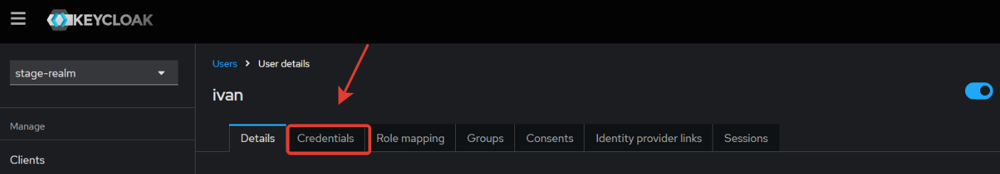 KEYCLOAK
stage-realm
Manage
Clients
Users > User details
ivan
Details Credentials Role mapping Groups Consents Identity provider links Sessions